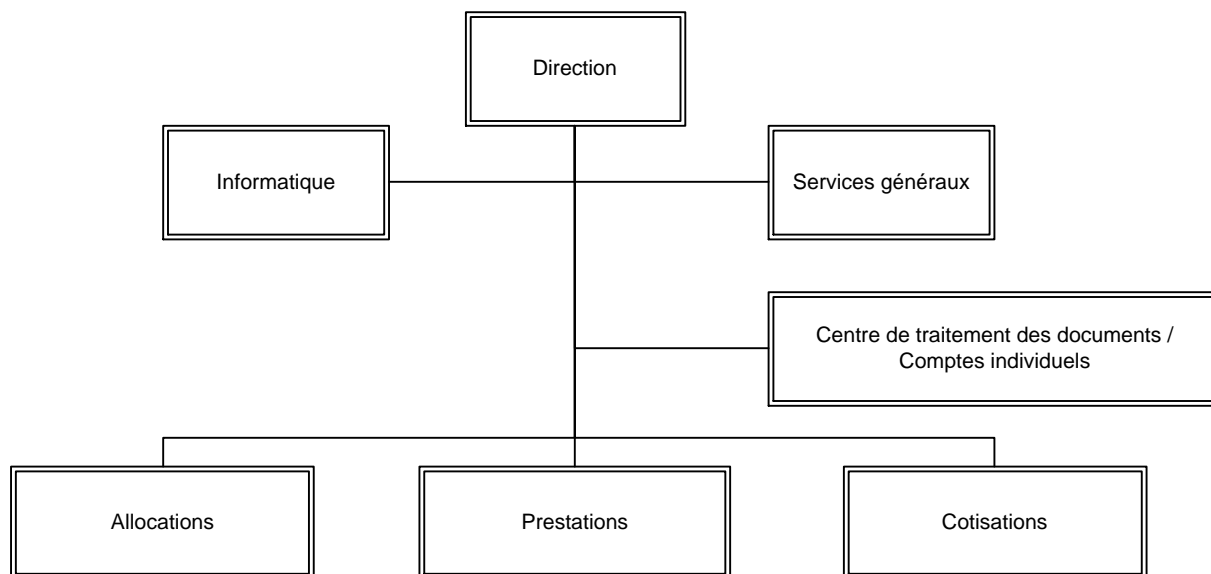 Direction
Informatique
Services généraux
Centre de traitement des documents /
Comptes individuels
Allocations
Prestations
Cotisations